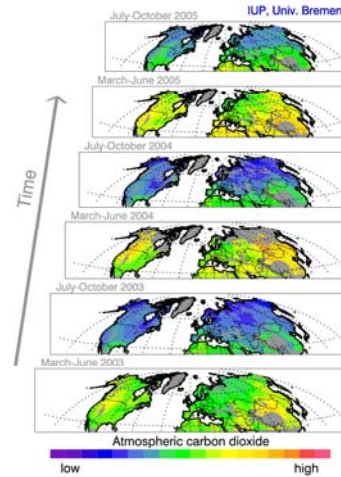 IUP, Univ. Bremen
July-October 2005
March-June 2005
July-October 2004
March-June 2004
July-October 2003
March-June 2003
Time
Atmospheric carbon dioxide
low high